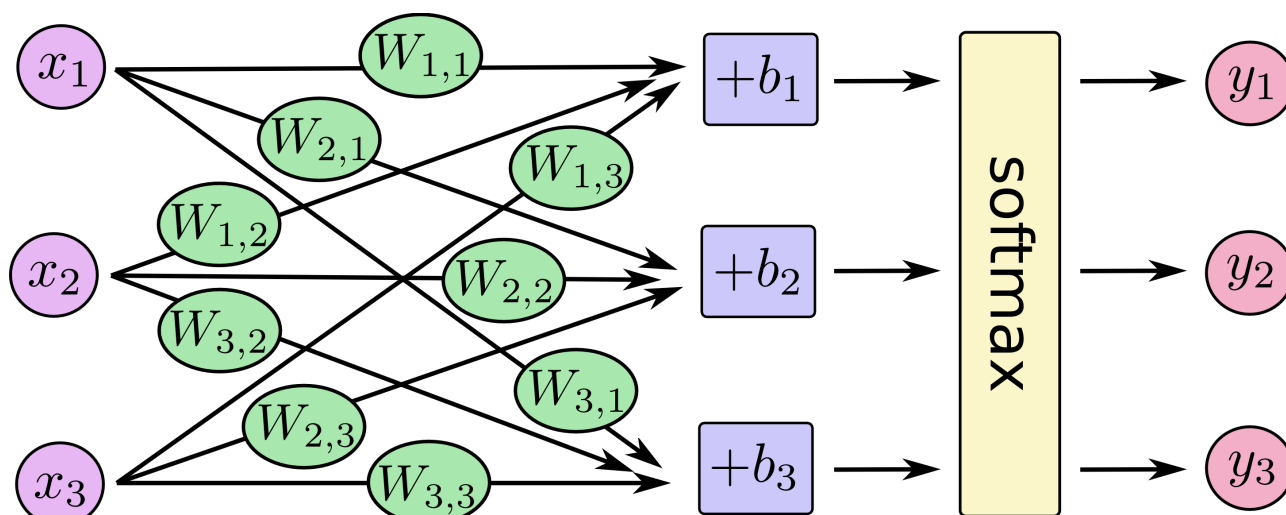 x1
W1,1
+b1
y1
W2,1
W1,3
W1,2
softmax
x2
W2,2
+b2
y2
W3,2
W3,1
W2,3
x3
W3,3
+b3
y3